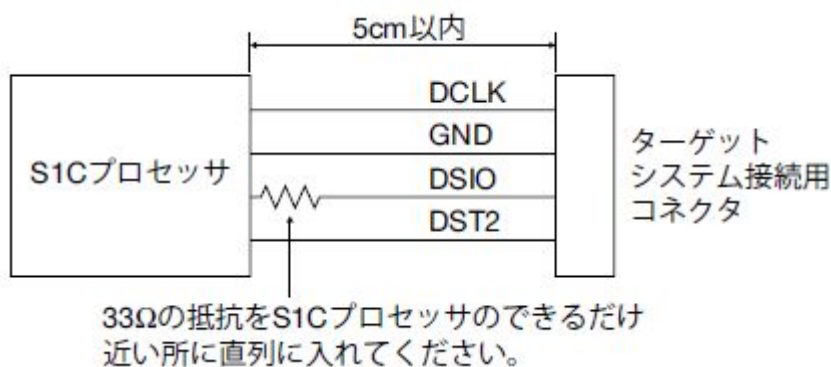 5cm以内
S1Cプロセッサ
DCLK
GND
DSIO
DST2
ターゲット
システム接続用
コネクタ
33Ωの抵抗をS1Cプロセッサのできるだけ
近い所に直列に入れてください。